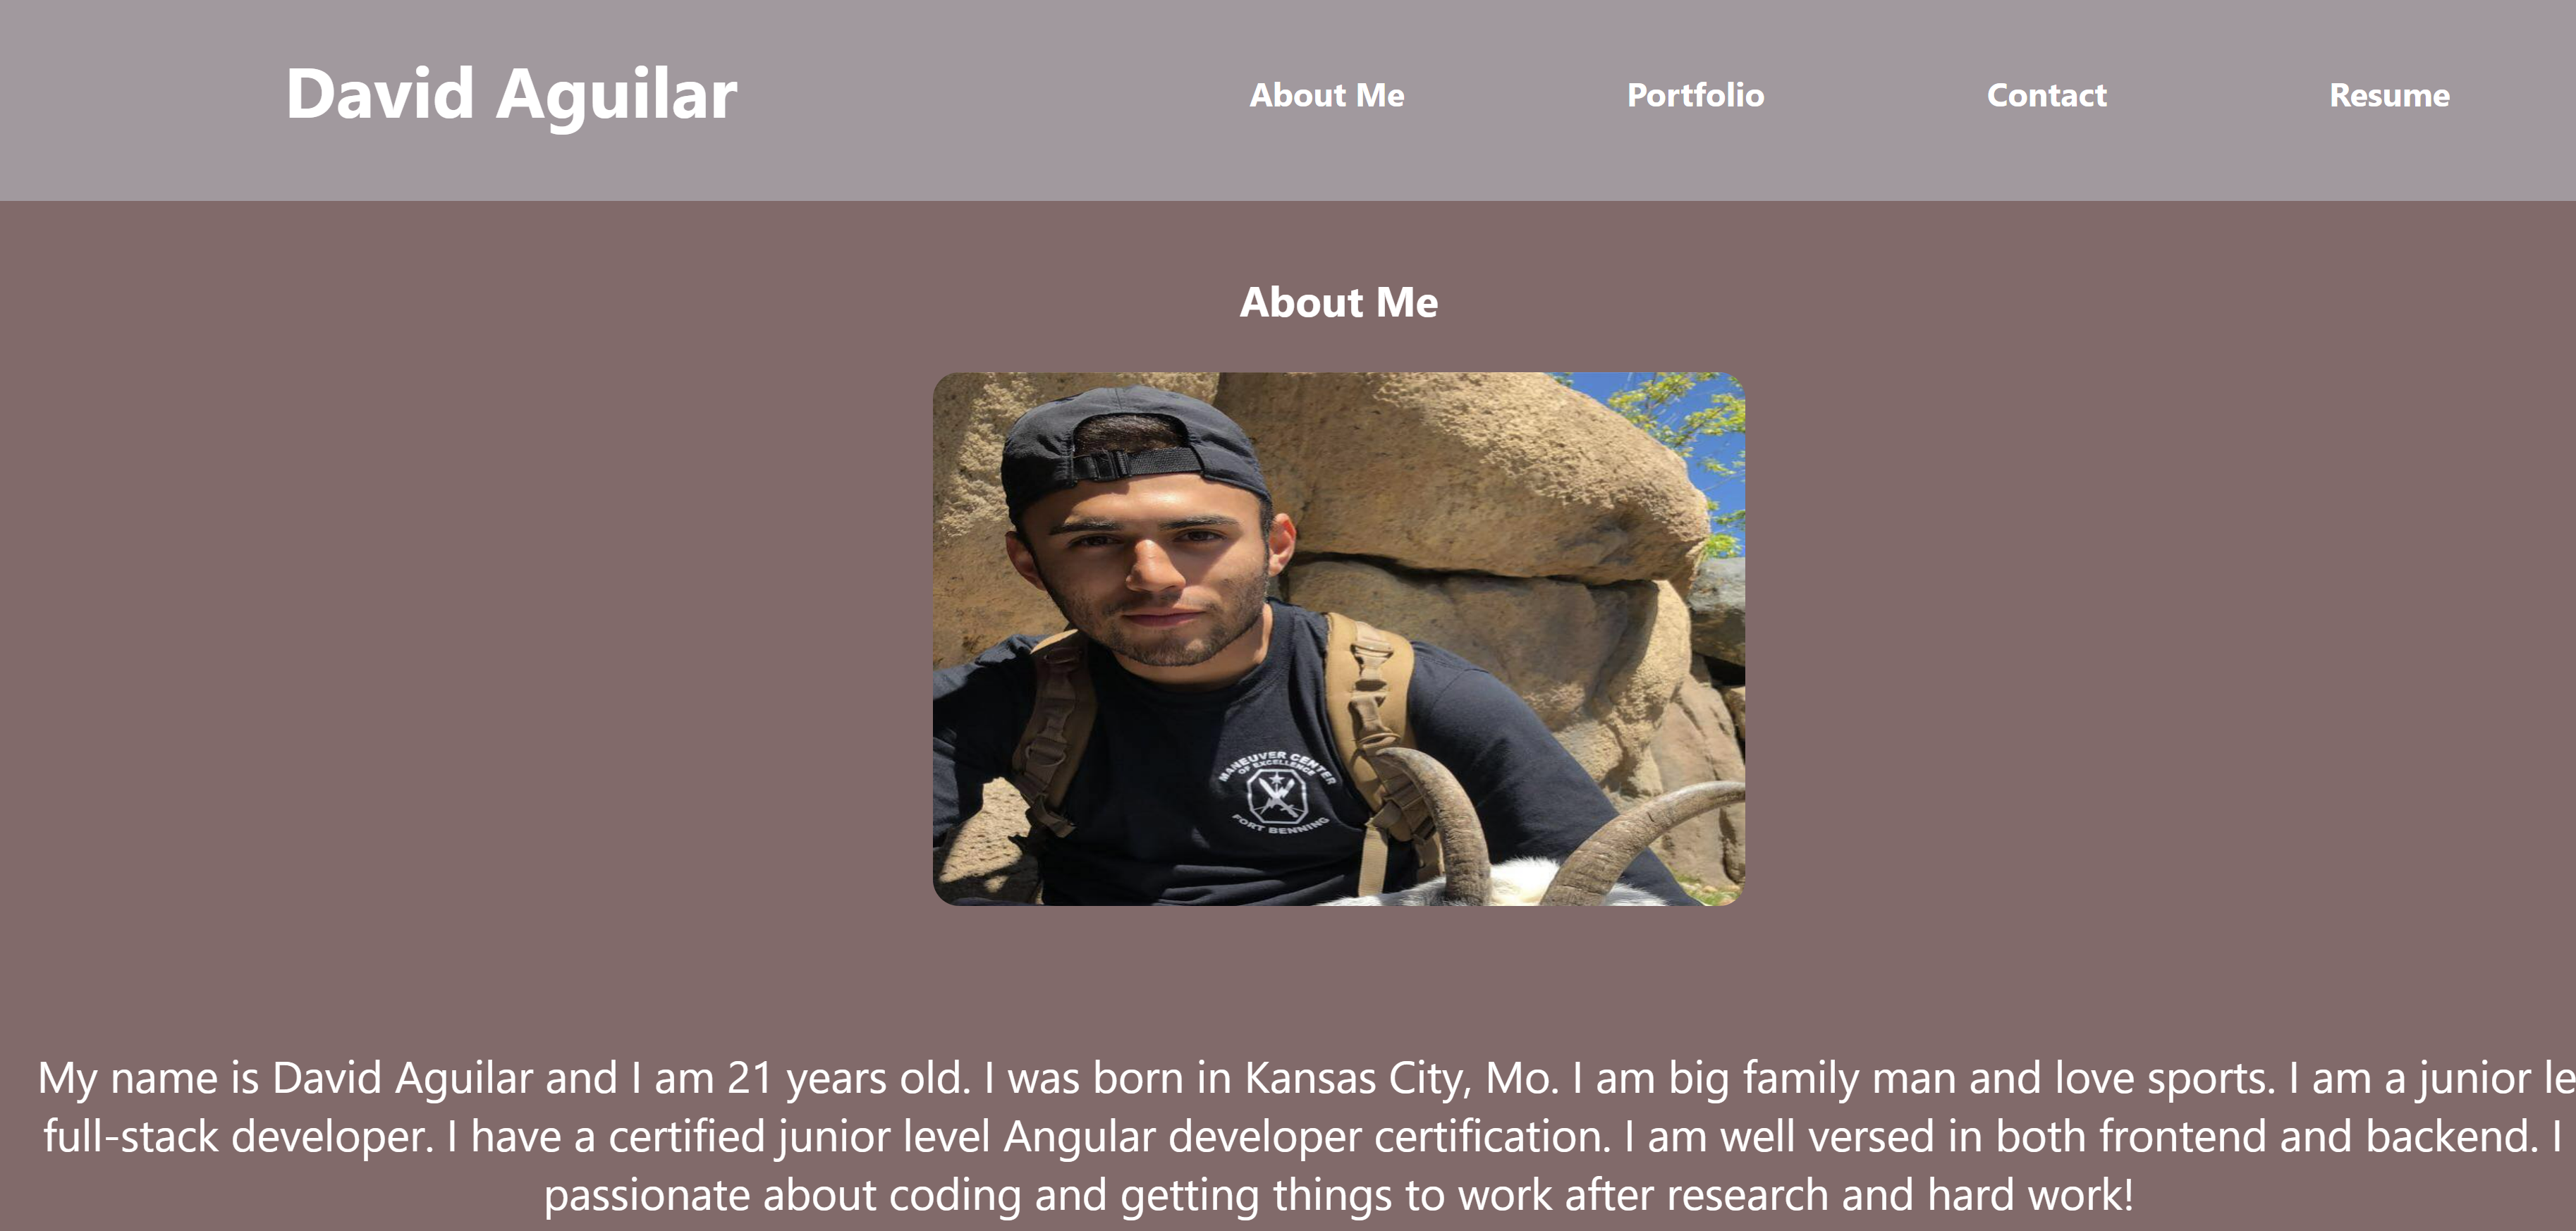 David Aguilar
About Me
Portfolio
Contact
Resume
About Me
MANEUVER CENTER
OF EXCELLENCE
FORT BENNING
My name is David Aguilar and I am 21 years old. I was born in Kansas City, Mo. I am big family man and love sports. I am a junior le
full-stack developer. I have a certified junior level Angular developer certification. I am well versed in both frontend and backend. I
passionate about coding and getting things to work after research and hard work!